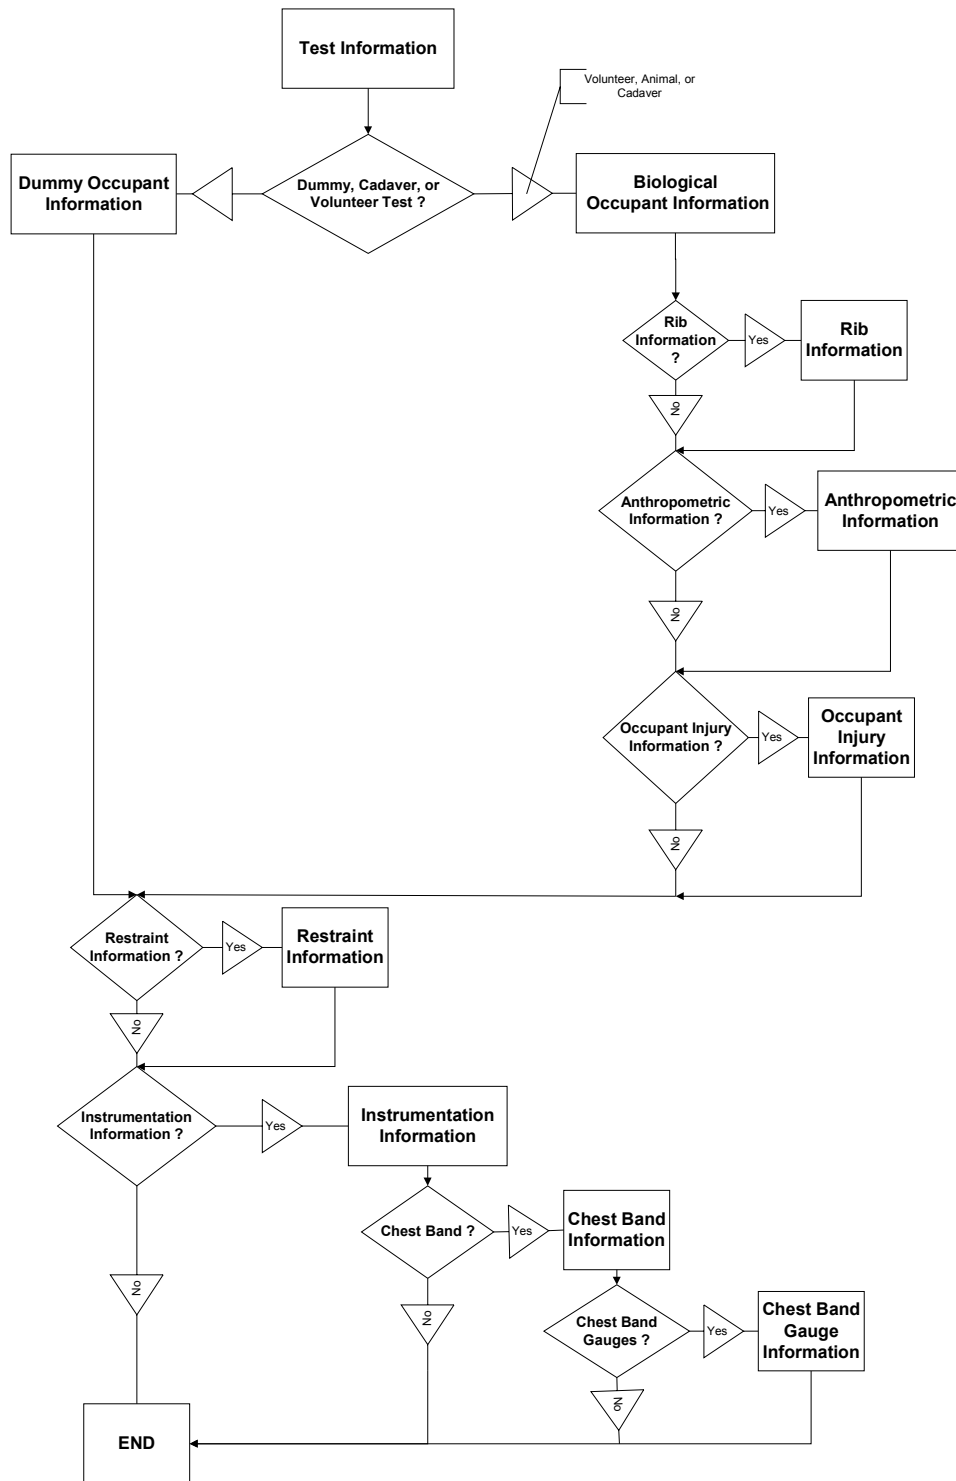 Test Information
Volunteer, Animal, or
Cadaver
Dummy Occupant
Information
Dummy, Cadaver, or
Volunteer Test ?
Biological
Occupant Information
Rib
Information
?
Yes
Rib
Information
No
Anthropometric
Information ?
Yes
Anthropometric
Information
No
Occupant Injury
Information ?
Yes
Occupant
Injury
Information
No
Restraint
Information ?
Yes
Restraint
Information
No
Instrumentation
Information ?
Yes
Instrumentation
Information
Chest Band ?
Yes
Chest Band
Information
No
No
Chest Band
Gauges ?
Yes
Chest Band
Gauge
Information
No
END